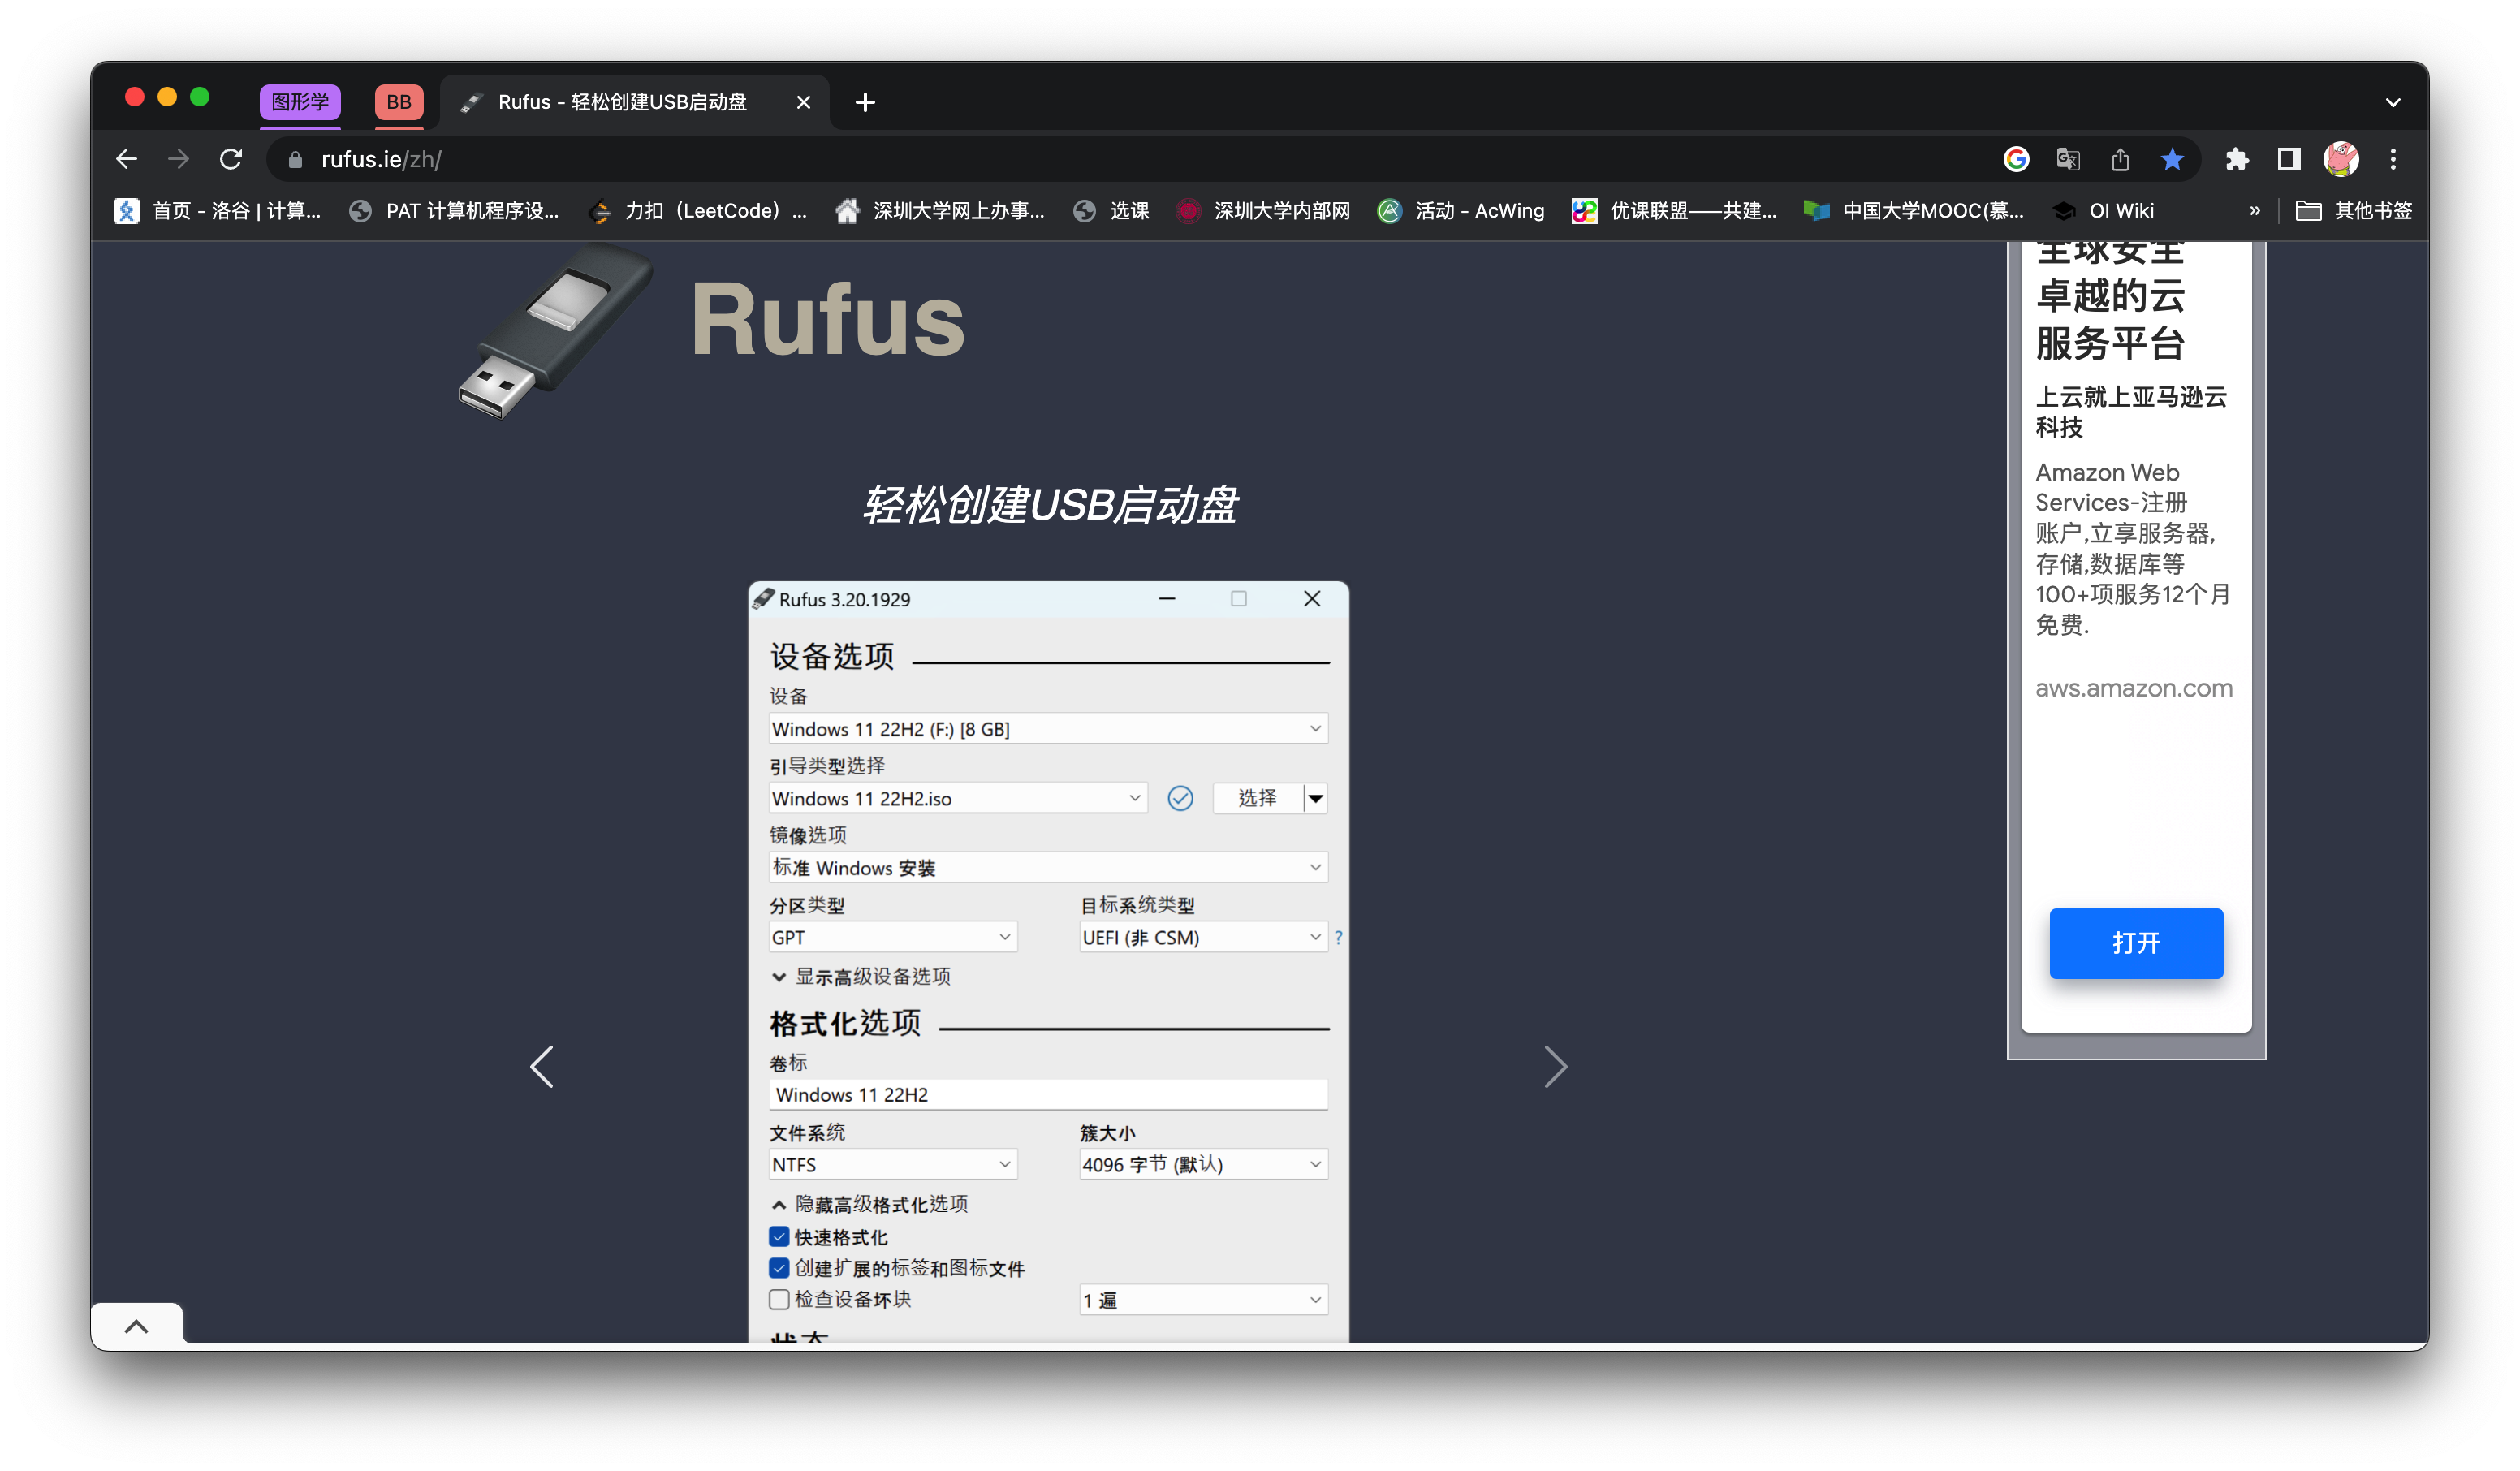 图形学
BB
Rufus - 轻松创建USB启动盘
rufus.ie/zh/
首页 - 洛谷 | 计算...
PAT 计算机程序设...
力扣（LeetCode）...
深圳大学网上办事...
选课
深圳大学内部网
活动 - AcWing
优课联盟——共建...
中国大学MOOC(慕...
OI Wiki
»
其他书签
Rufus
轻松创建USB启动盘
Rufus 3.20.1929
设备选项
设备
Windows 11 22H2 (F:) [8 GB]
引导类型选择
Windows 11 22H2.iso
选择
镜像选项
标准 Windows 安装
分区类型
目标系统类型
GPT
UEFI (非 CSM)
?
显示高级设备选项
格式化选项
卷标
Windows 11 22H2
文件系统
簇大小
NTFS
4096 字节 (默认)
隐藏高级格式化选项
快速格式化
创建扩展的标签和图标文件
检查设备坏块
1 遍
状态
全球安全
卓越的云
服务平台
上云就上亚马逊云
科技
Amazon Web
Services-注册
账户,立享服务器,
存储,数据库等
100+项服务12个月
免费.
aws.amazon.com
打开